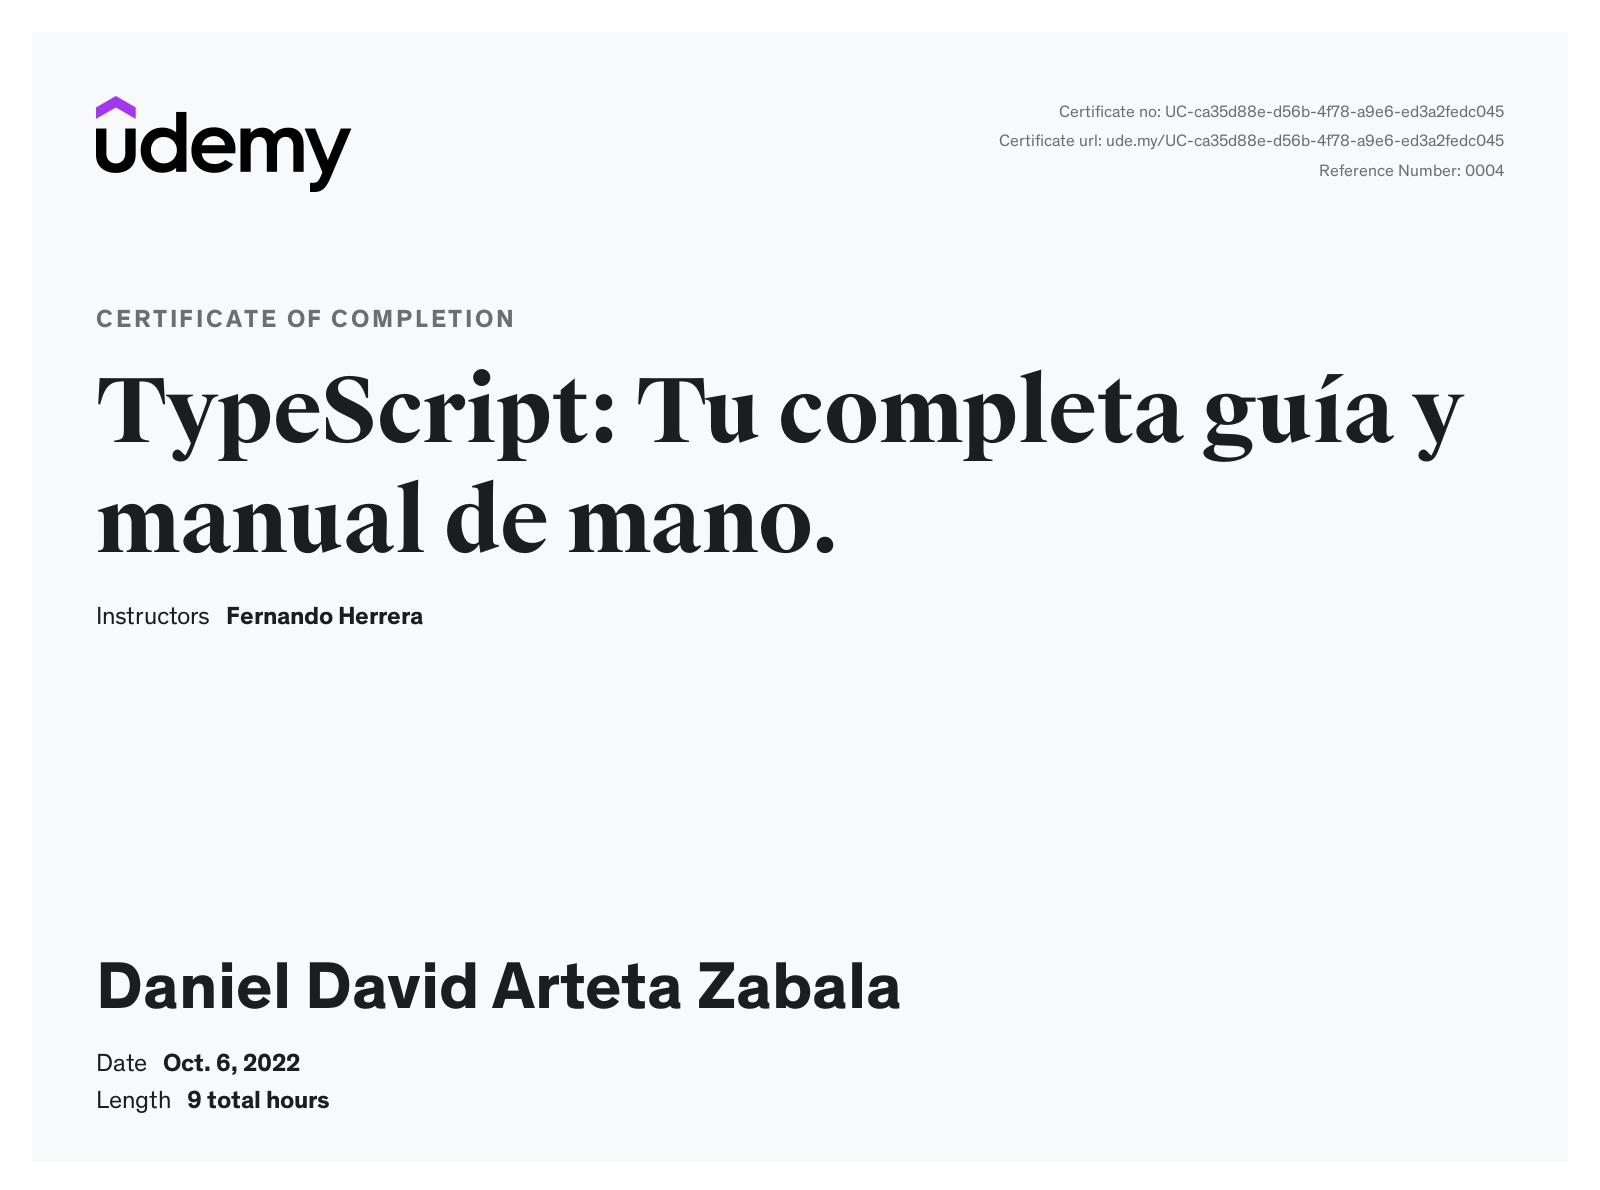 udemy
Certificate no: UC-ca35d88e-d56b-4f78-a9e6-ed3a2fedc045
Certificate url: ude.my/UC-ca35d88e-d56b-4f78-a9e6-ed3a2fedc045
Reference Number: 0004
CERTIFICATE OF COMPLETION
TypeScript: Tu completa guía y
manual de mano.
Instructors Fernando Herrera
Daniel David Arteta Zabala
Date Oct. 6, 2022
Length 9 total hours